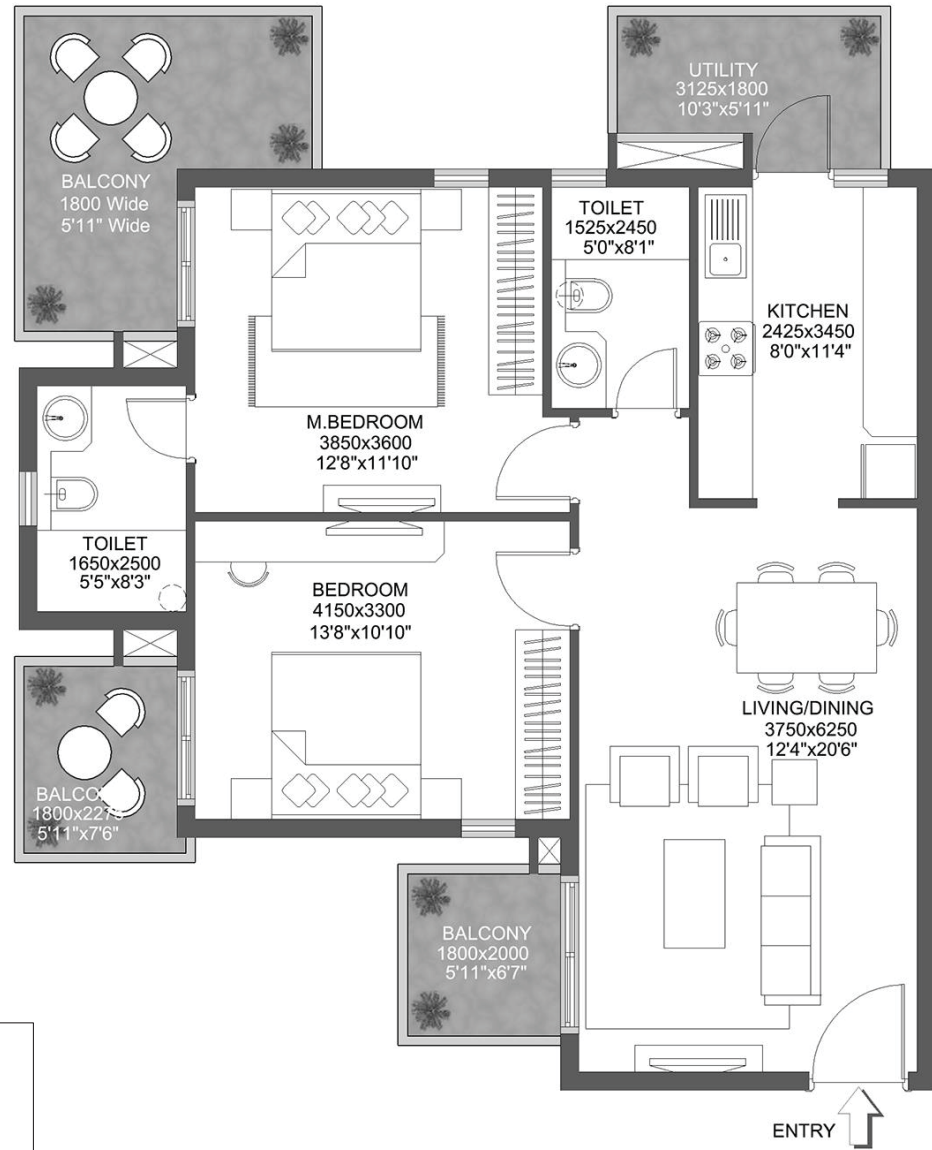 UTILITY
3125x1800
10'3"x5'11"
BALCONY
1800 Wide
5'11" Wide
TOILET
1525x2450
5'0"x8'1"
KITCHEN
2425x3450
8'0"x11'4"
M.BEDROOM
3850x3600
12'8"x11'10"
TOILET
1650x2500
5'5"x8'3"
BEDROOM
4150x3300
13'8"x10'10"
LIVING/DINING
3750x6250
12'4"x20'6"
BALCO
1800x227
5'11"x7'6"
BALCONY
1800x2000
5'11"x6'7"
ENTRY